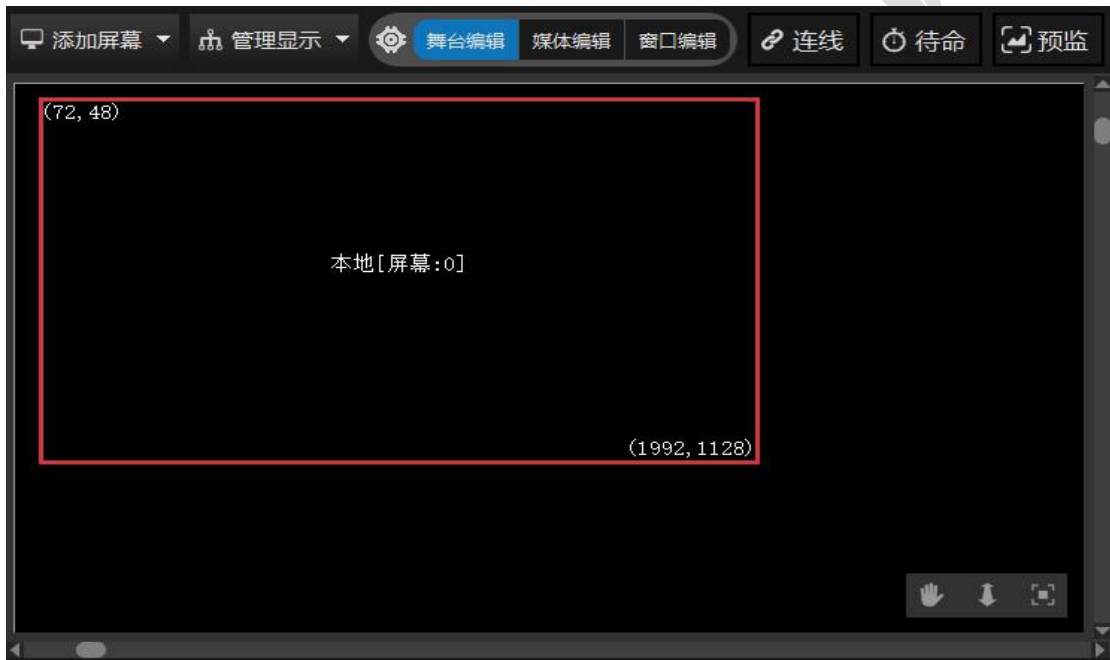 添加屏幕 管理显示 舞台编辑 媒体编辑 窗口编辑 连线 待命 预监
(72, 48)
本地[屏幕:0]
(1992, 1128)